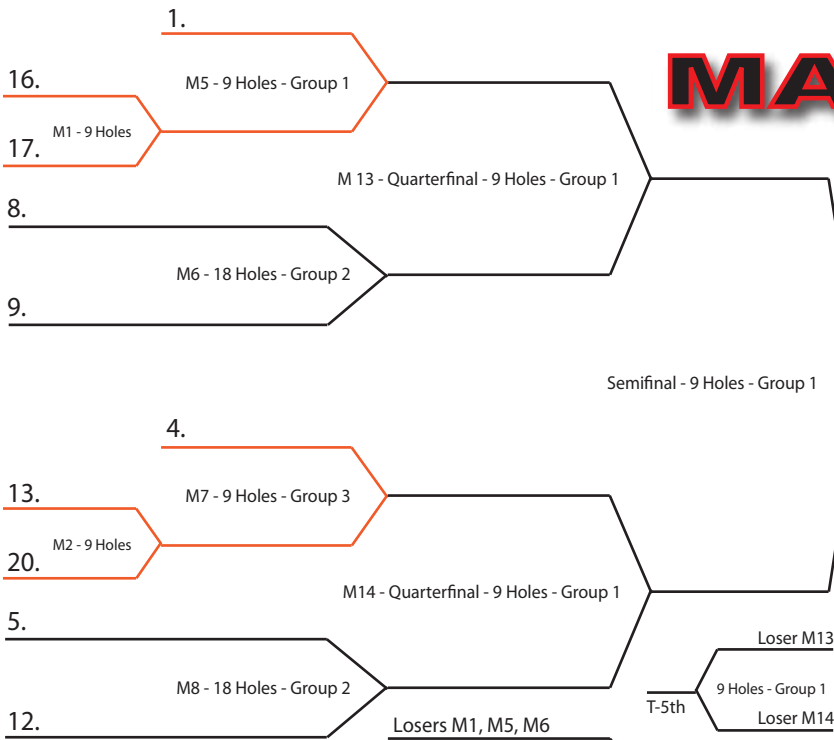 1.
MA
16.
M5 - 9 Holes - Group 1
M1 - 9 Holes
17.
M 13 - Quarterfinal - 9 Holes - Group 1
8.
M6 - 18 Holes - Group 2
9.
Semifinal - 9 Holes - Group 1
4.
13.
M7 - 9 Holes - Group 3
M2 - 9 Holes
20.
M14 - Quarterfinal - 9 Holes - Group 1
5.
Loser M13
M8 - 18 Holes - Group 2
9 Holes - Group 1
T-5th
Loser M14
12.
Losers M1, M5, M6